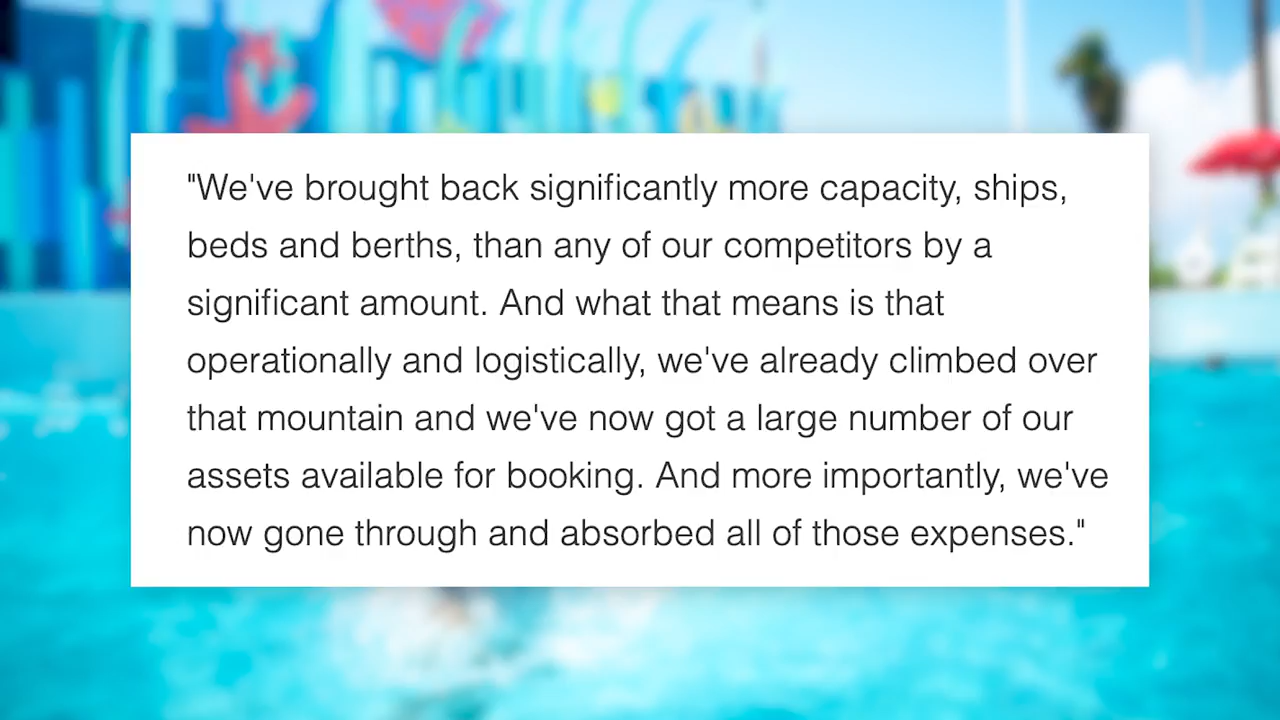 "We've brought back significantly more capacity, ships,
beds and berths, than any of our competitors by a
significant amount. And what that means is that
operationally and logistically, we've already climbed over
that mountain and we've now got a large number of our
assets available for booking. And more importantly, we've
now gone through and absorbed all of those expenses."